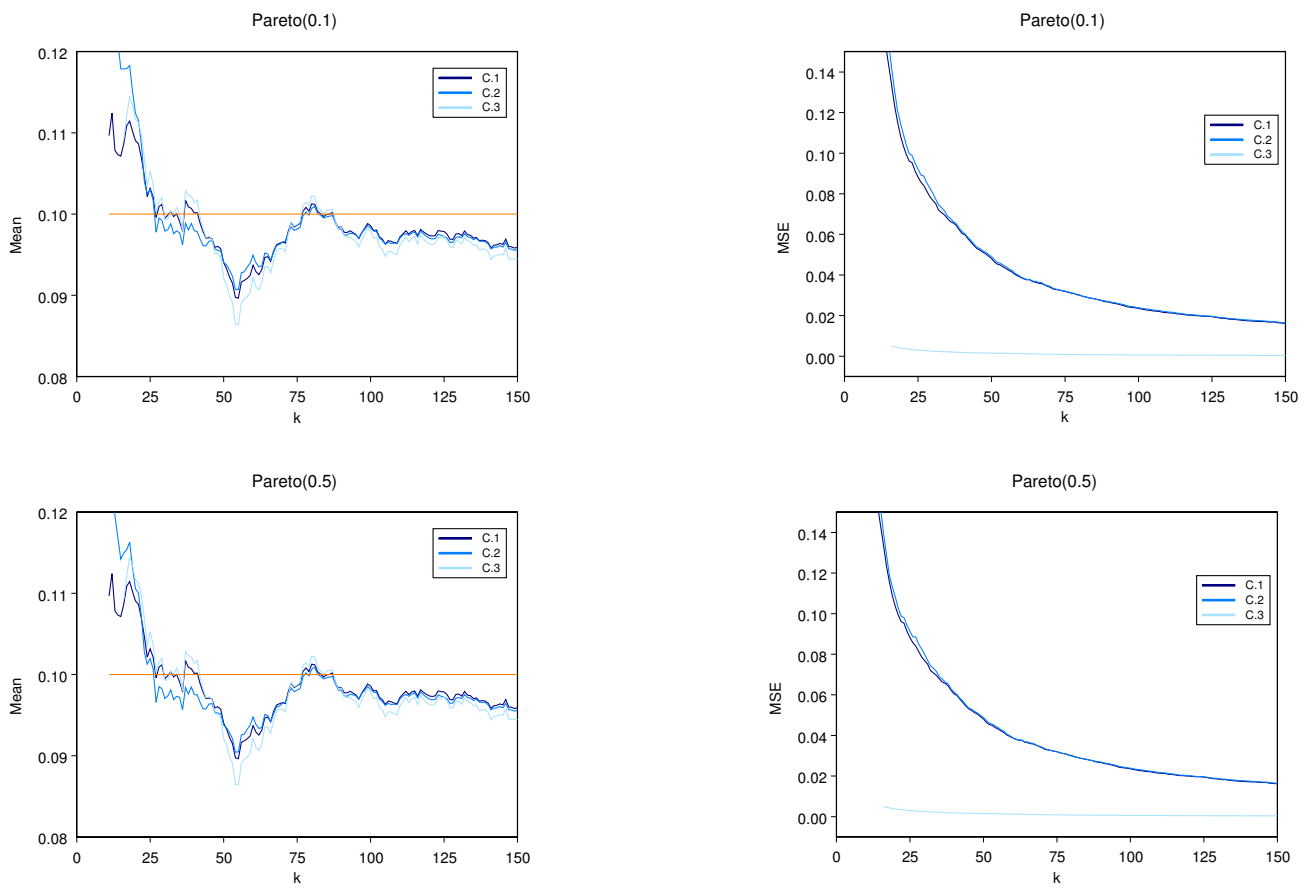 Pareto(0.1)
0.12
0.11
0.10
0.09
0.08
Mean
0
25
50
75
100
125
150
k
C.1
C.2
C.3
Pareto(0.1)
0.14
0.12
0.10
0.08
0.06
0.04
0.02
0.00
MSE
0
25
50
75
100
125
150
k
C.1
C.2
C.3
Pareto(0.5)
0.12
0.11
0.10
0.09
0.08
Mean
0
25
50
75
100
125
150
k
C.1
C.2
C.3
Pareto(0.5)
0.14
0.12
0.10
0.08
0.06
0.04
0.02
0.00
MSE
0
25
50
75
100
125
150
k
C.1
C.2
C.3